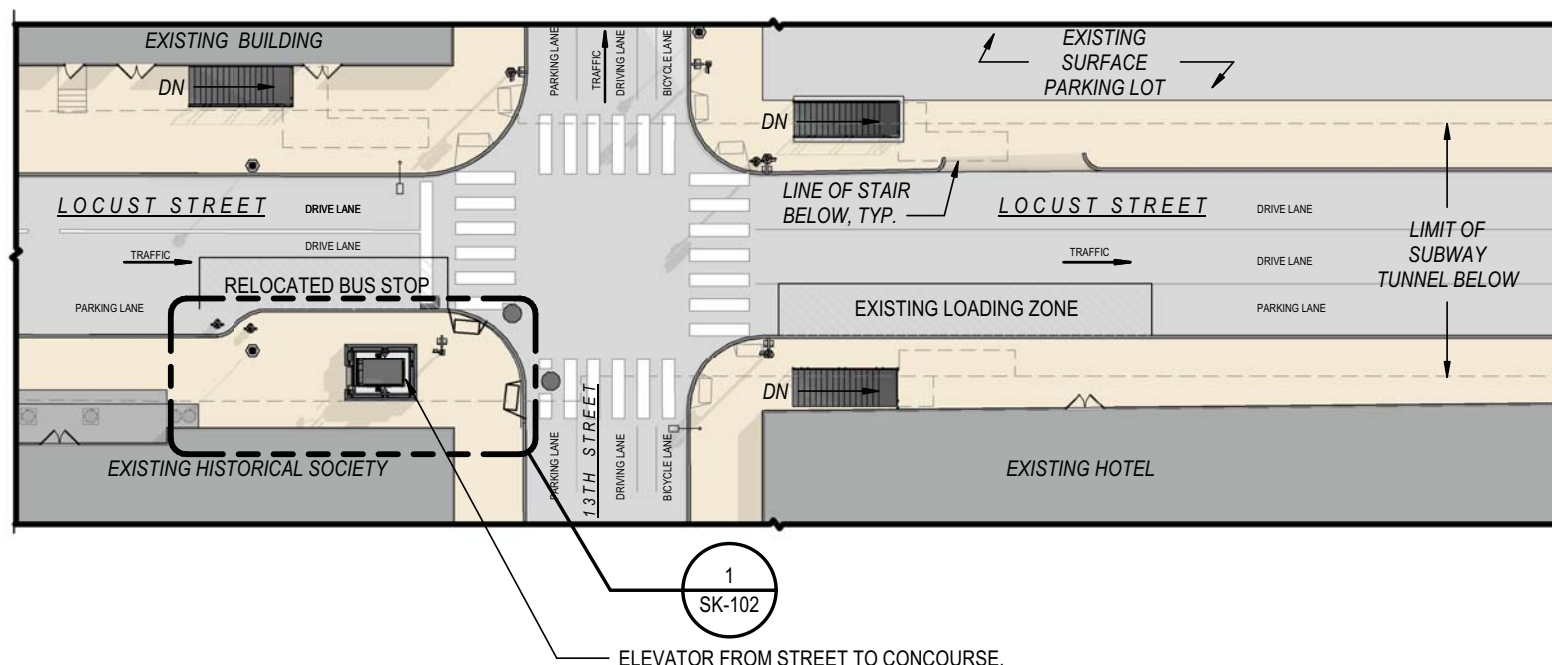 EXISTING BUILDING
DN
PARKING LANE
TRAFFIC
DRIVING LANE
BICYCLE LANE
EXISTING
SURFACE
PARKING LOT
DN
LOCUST STREET
DRIVE LANE
DRIVE LANE
TRAFFIC
RELOCATED BUS STOP
PARKING LANE
LINE OF STAIR
BELOW, TYP.
LOCUST STREET
DRIVE LANE
TRAFFIC
DRIVE LANE
EXISTING LOADING ZONE
PARKING LANE
LIMIT OF
SUBWAY
TUNNEL BELOW
DN
EXISTING HISTORICAL SOCIETY
PARKING LANE
13TH STREET
DRIVING LANE
BICYCLE LANE
EXISTING HOTEL
1
SK-102
ELEVATOR FROM STREET TO CONCOURSE.